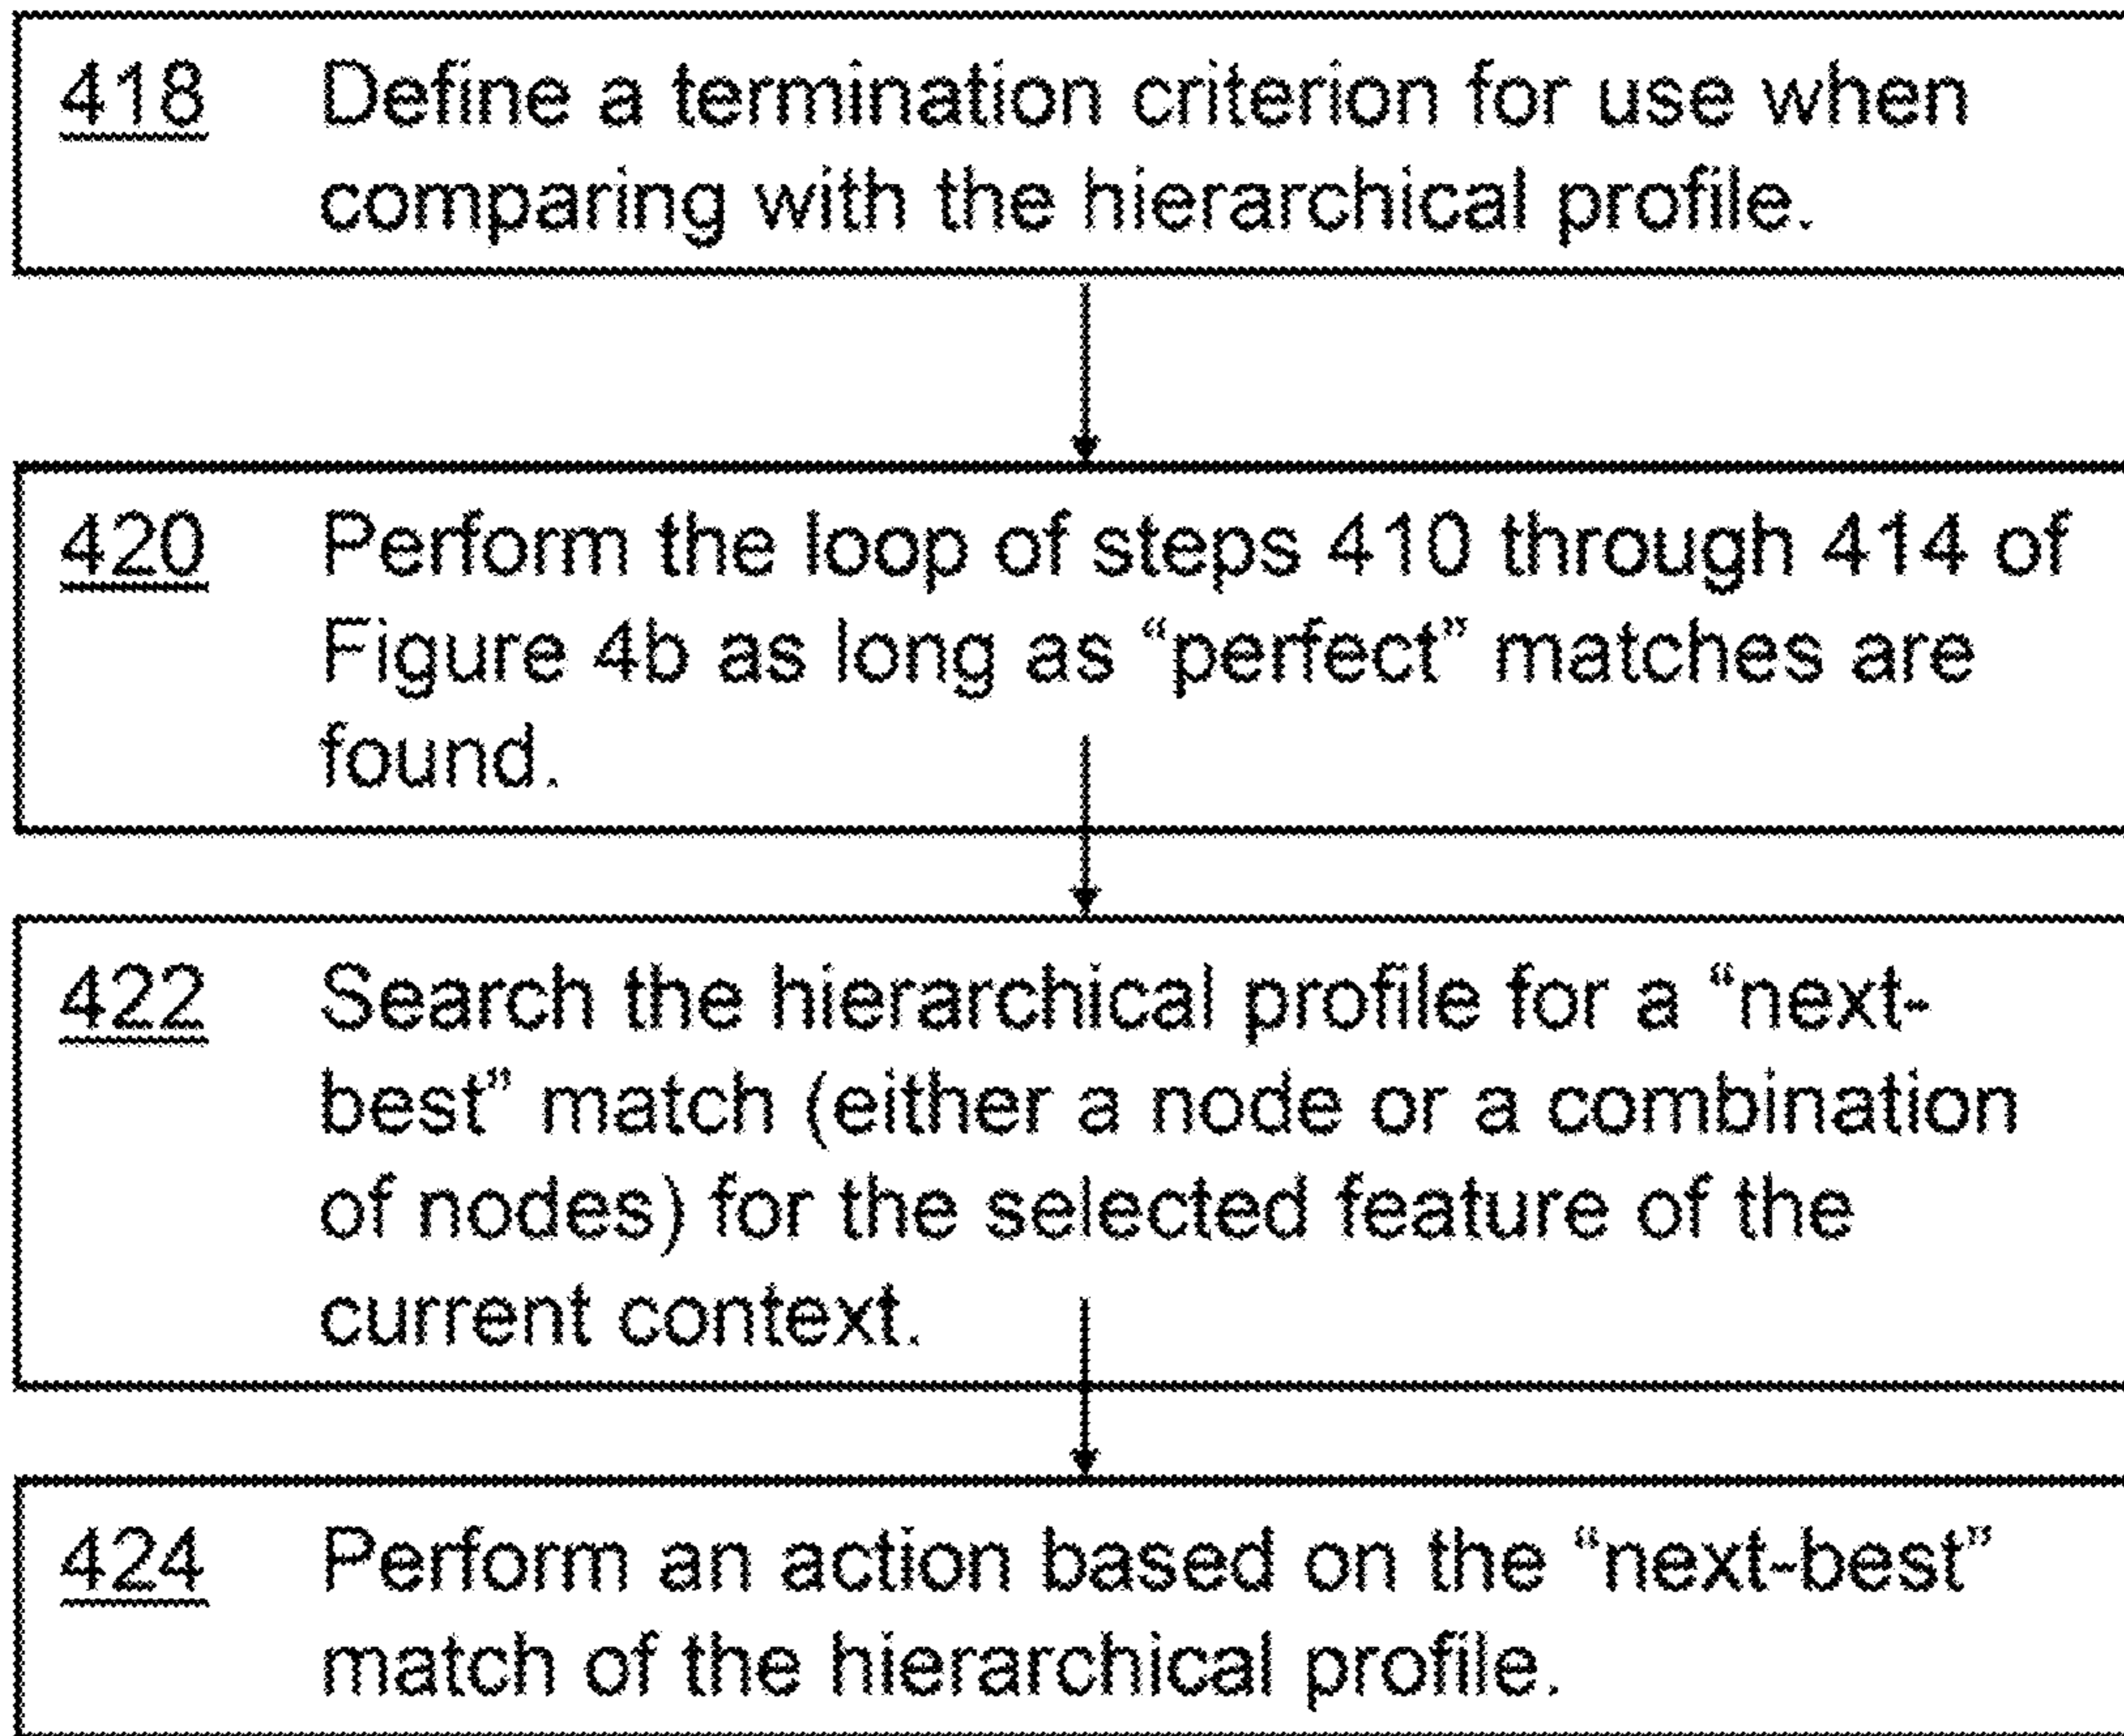 418 Define a termination criterion for use when
comparing with the hierarchical profile.
420 Perform the loop of steps 410 through 414 of
Figure 4b as long as “perfect” matches are
found.
422 Search the hierarchical profile for a “next-
best” match (either a node or a combination
of nodes) for the selected feature of the
current context.
424 Perform an action based on the “next-best”
match of the hierarchical profile.